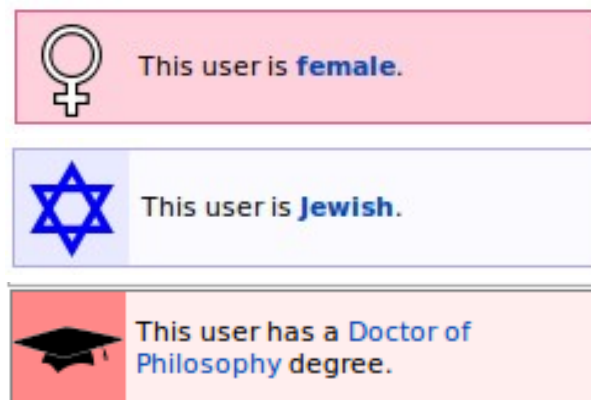 This user is female.
This user is Jewish.
This user has a Doctor of
Philosophy degree.